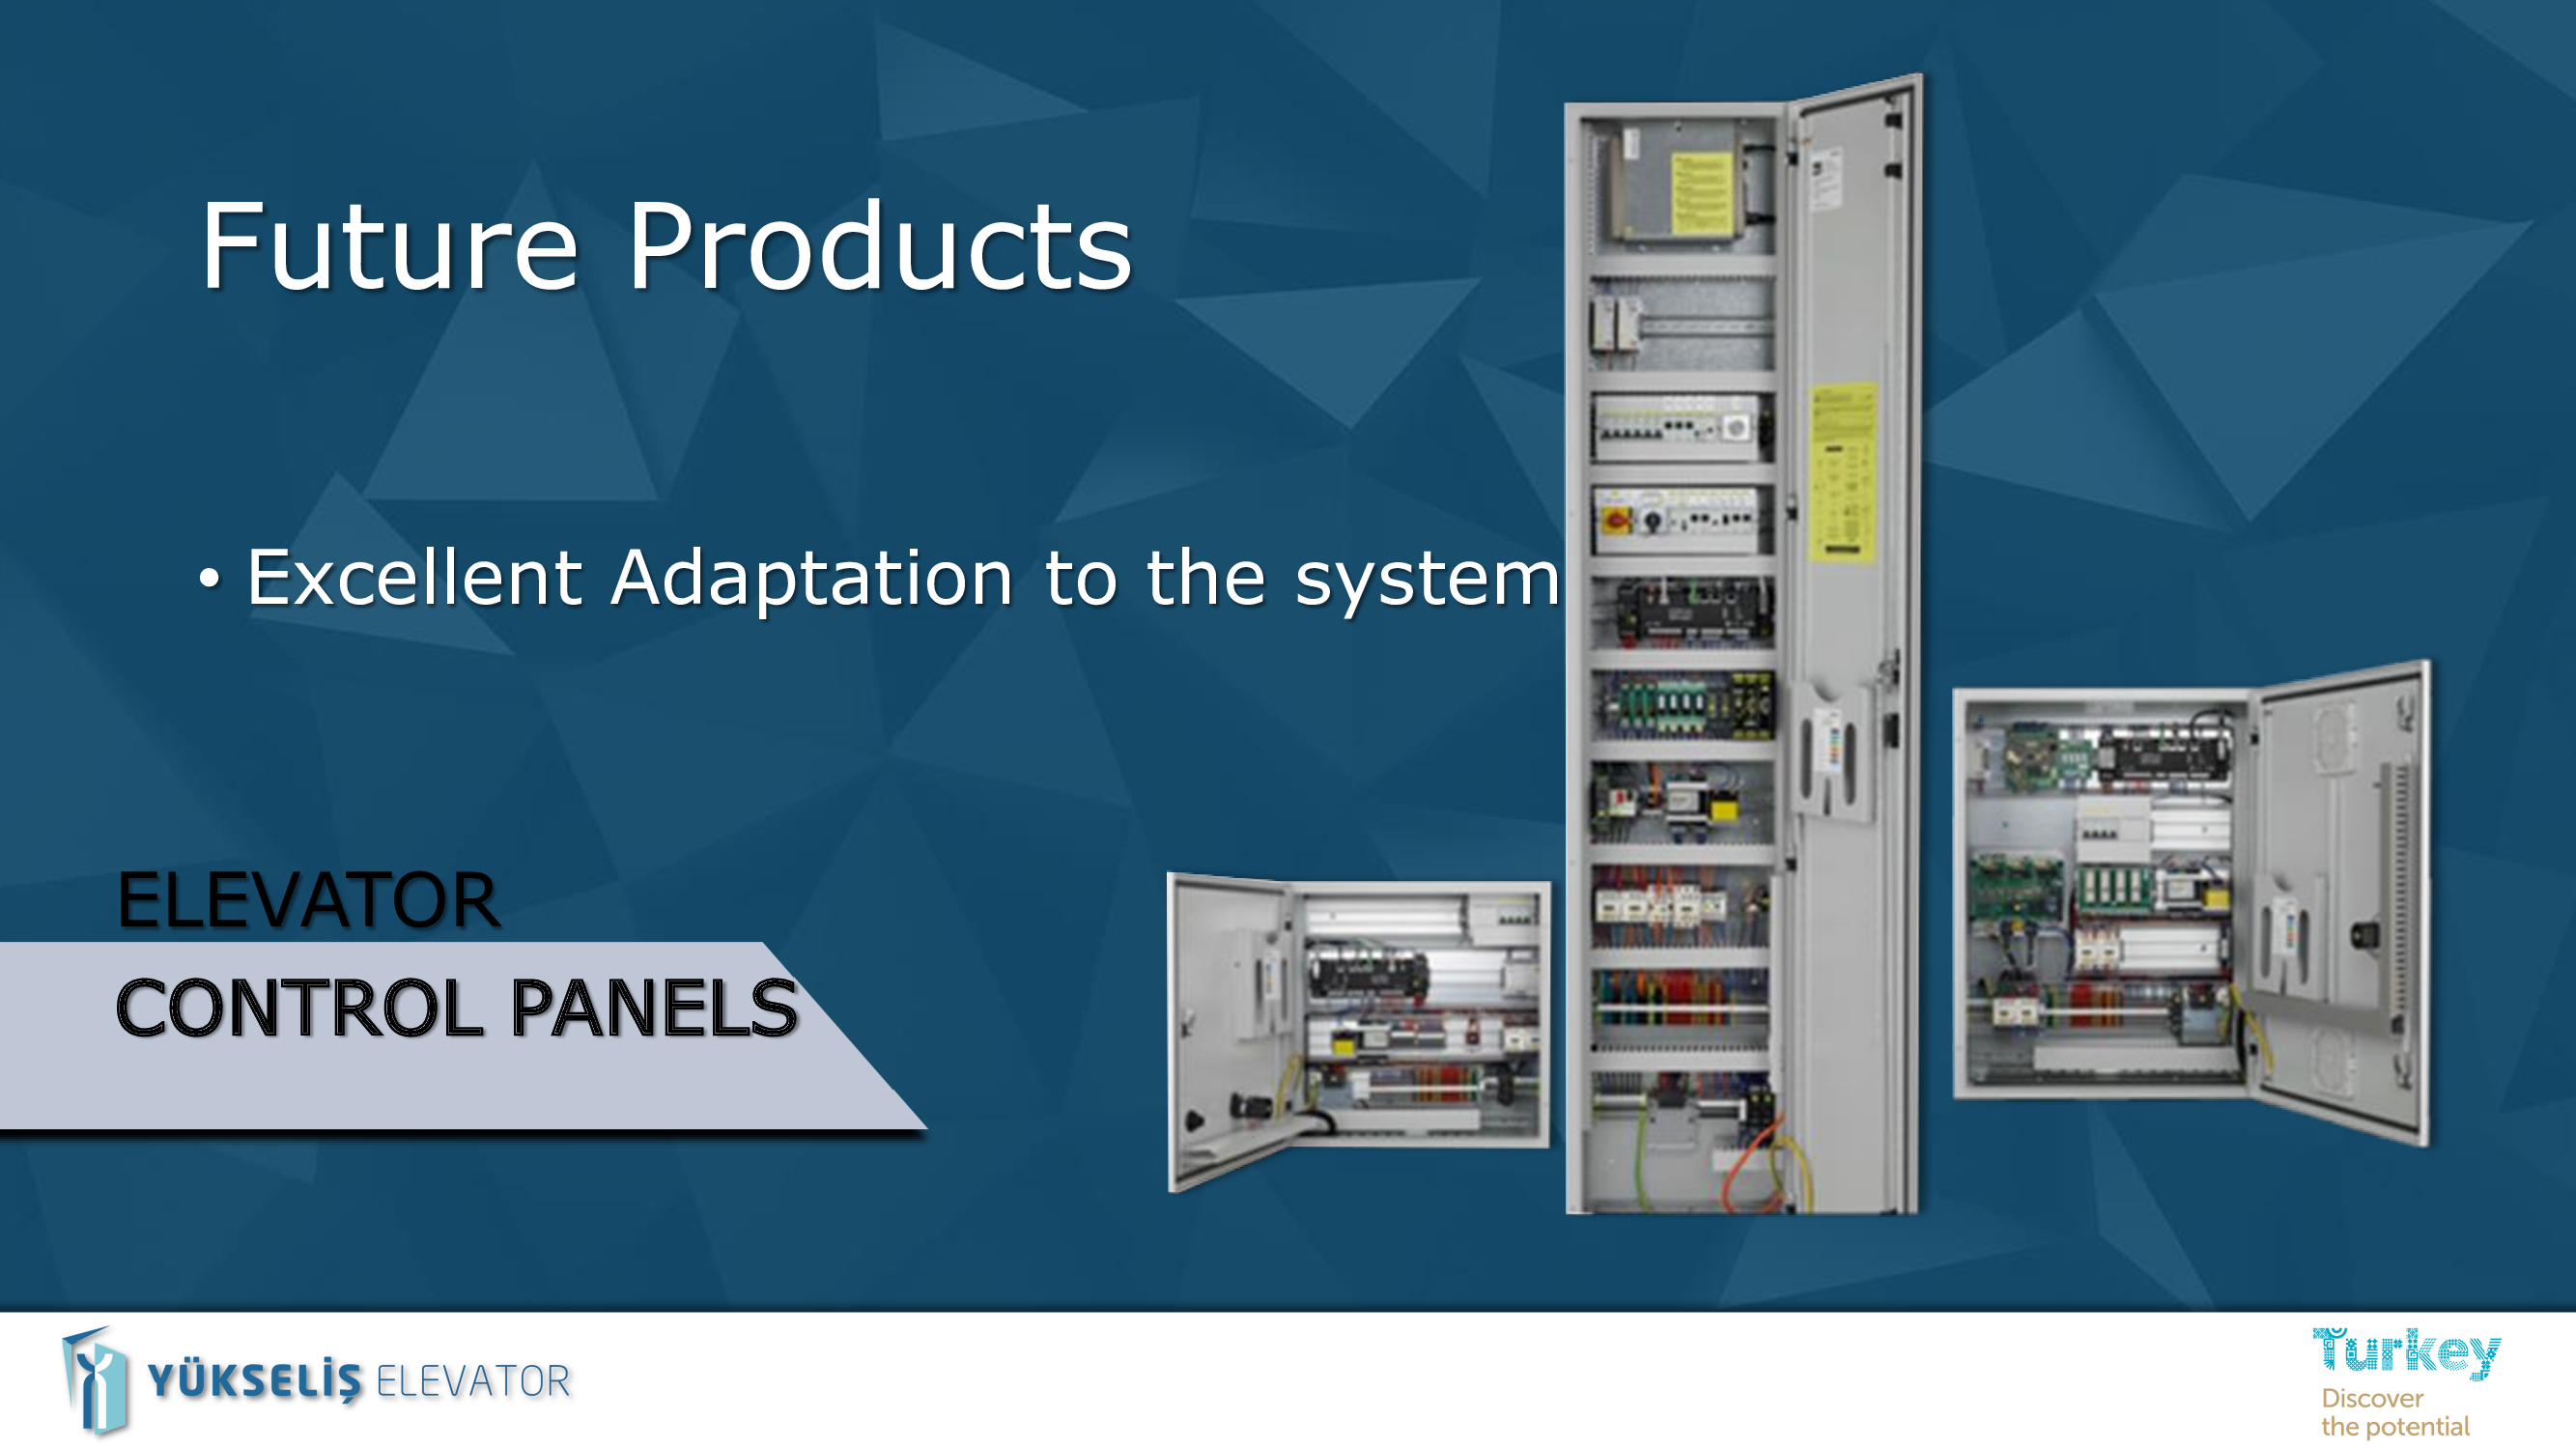 Future Products
• Excellent Adaptation to the system
ELEVATOR
CONTROL PANELS
YÜKSELİŞ ELEVATOR
Turkey
Discover
the potential